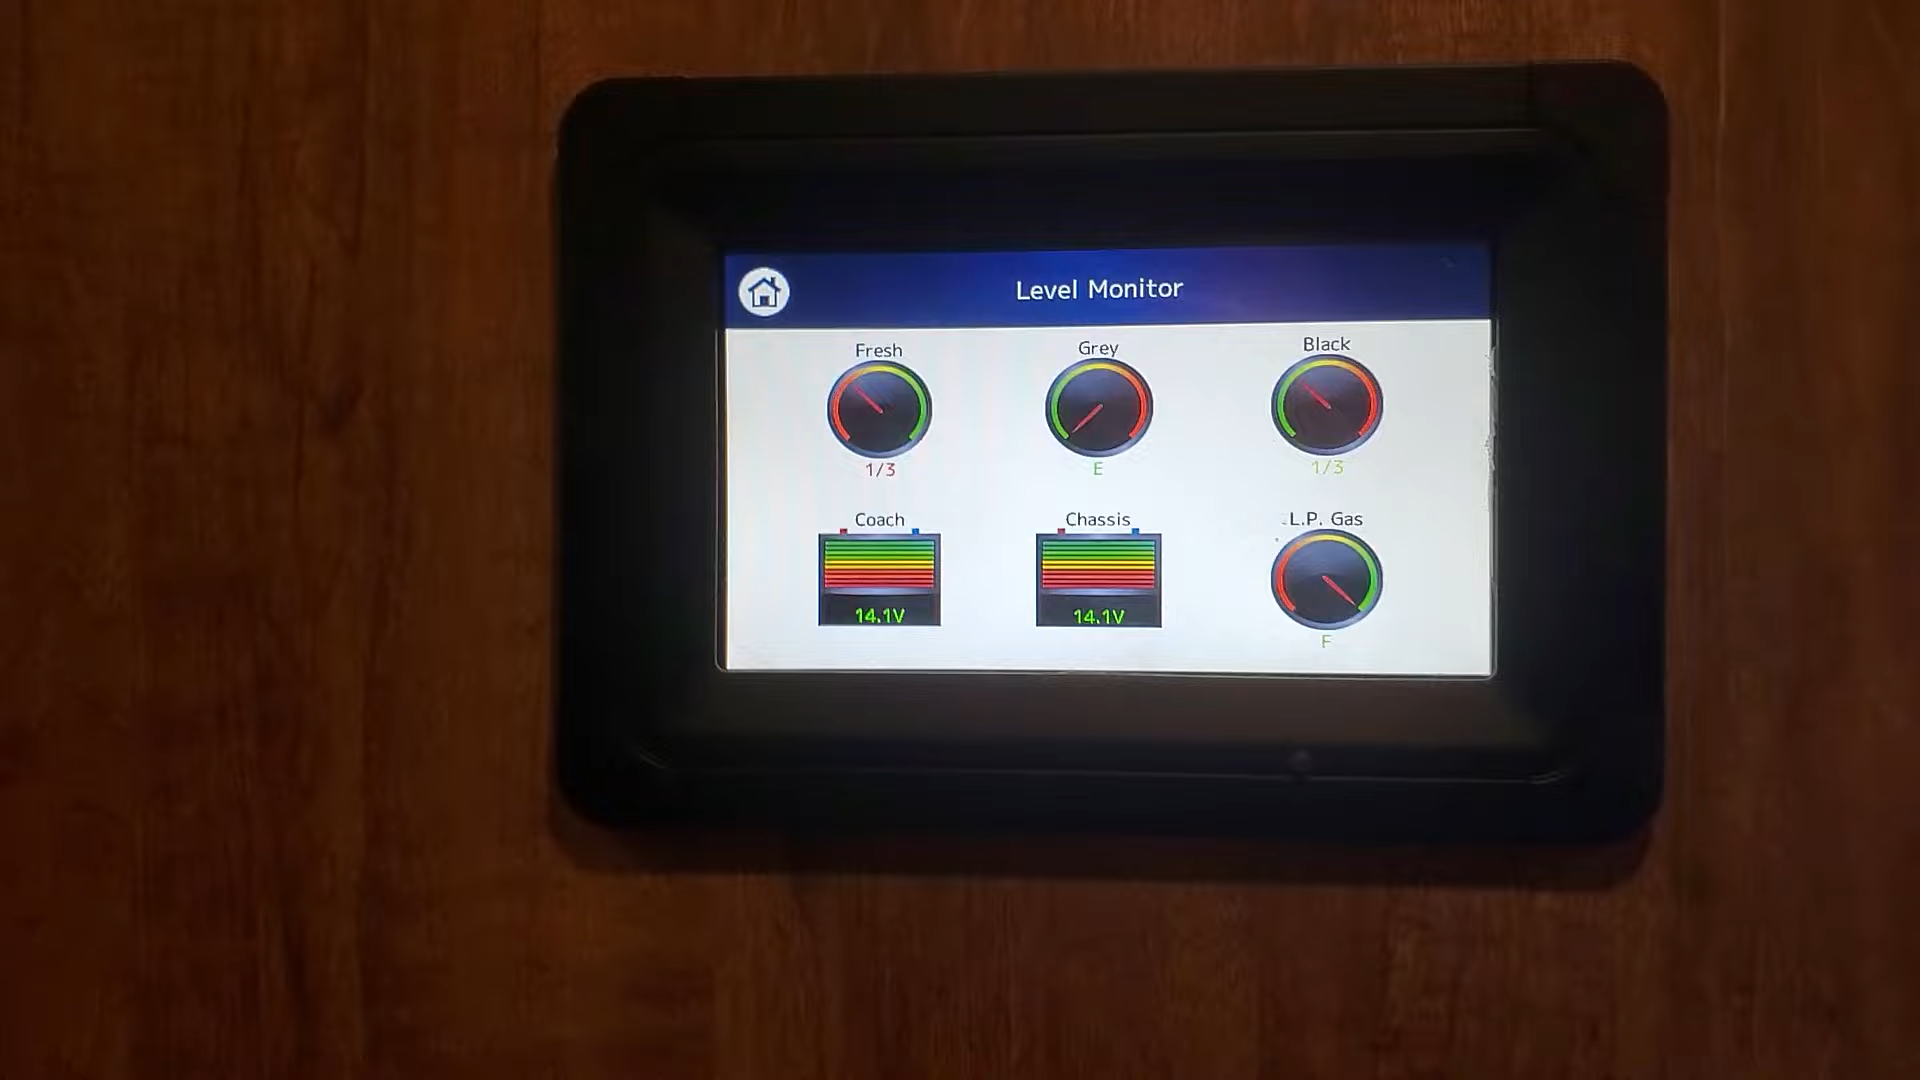 Level Monitor
Fresh
Grey
Black
1/3
E
1/3
Coach
Chassis
L.P. Gas
14.1V
14.1V
F